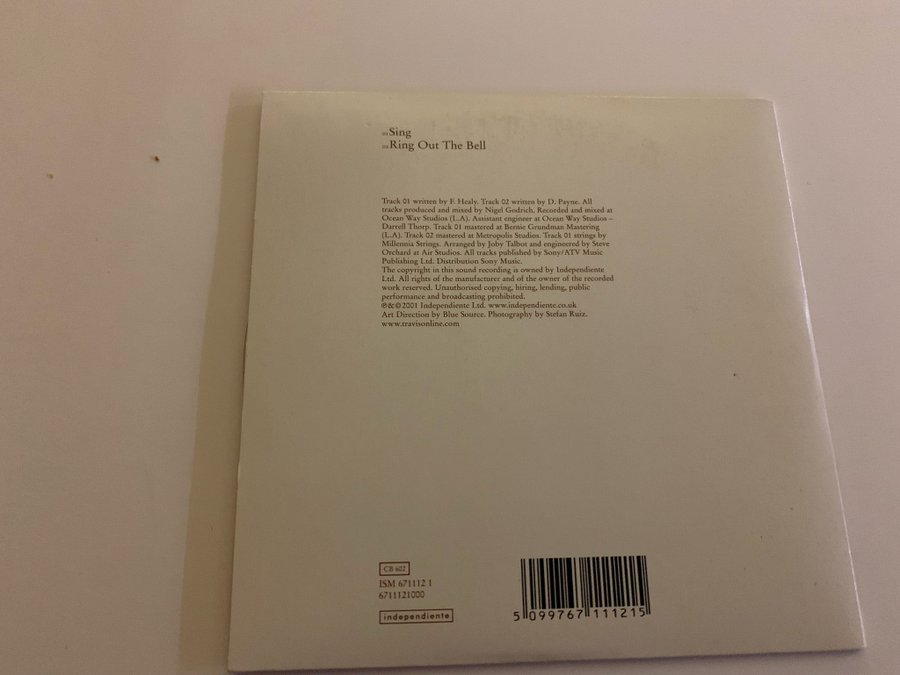 01 Sing
02 Ring Out The Bell
Track 01 written by F. Healy. Track 02 written by D. Payne. All
tracks produced and mixed by Nigel Godrich. Recorded and mixed at
Ocean Way Studios (L.A). Assistant engineer at Ocean Way Studios –
Darrell Thorp. Track 01 mastered at Bernie Grundman Mastering
(L.A). Track 02 mastered at Metropolis Studios. Track 01 strings by
Millennia Strings. Arranged by Joby Talbot and engineered by Steve
Orchard at Air Studios. All tracks published by Sony/ATV Music
Publishing Ltd. Distribution Sony Music.
The copyright in this sound recording is owned by Independiente
Ltd. All rights of the manufacturer and of the owner of the recorded
work reserved. Unauthorised copying, hiring, lending, public
performance and broadcasting prohibited.
℗&©2001 Independiente Ltd. www.independiente.co.uk
Art Direction by Blue Source. Photography by Stefan Ruiz.
www.travisonline.com
CB 602
ISM 671112 1
6711121000
independiente
5 099767 111215